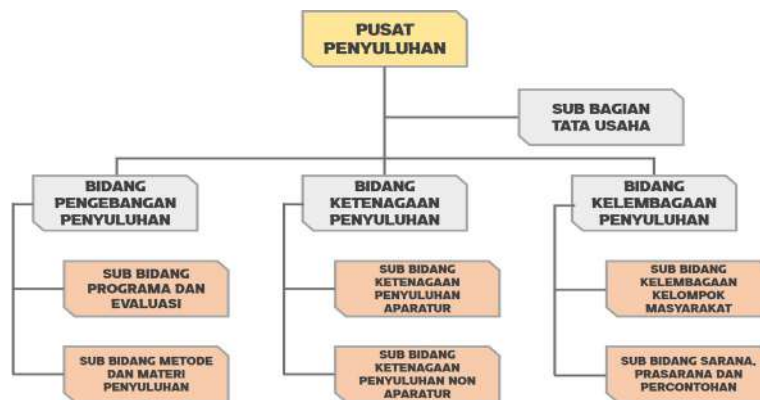 PUSAT
PENYULUHAN
SUB BAGIAN
TATA USAHA
BIDANG
PENGEBANGAN
PENYULUHAN
BIDANG
KETENAGAAN
PENYULUHAN
BIDANG
KELEMBAGAAN
PENYULUHAN
SUB BIDANG
PROGRAMA DAN
EVALUASI
SUB BIDANG
KETENAGAAN
PENYULUHAN
APARATUR
SUB BIDANG
KELEMBAGAAN
KELOMPOK
MASYARAKAT
SUB BIDANG METODE
DAN MATERI
PENYULUHAN
SUB BIDANG
KETENAGAAN
PENYULUHAN NON
APARATUR
SUB BIDANG SARANA,
PRASARANA DAN
PERCONTOHAN